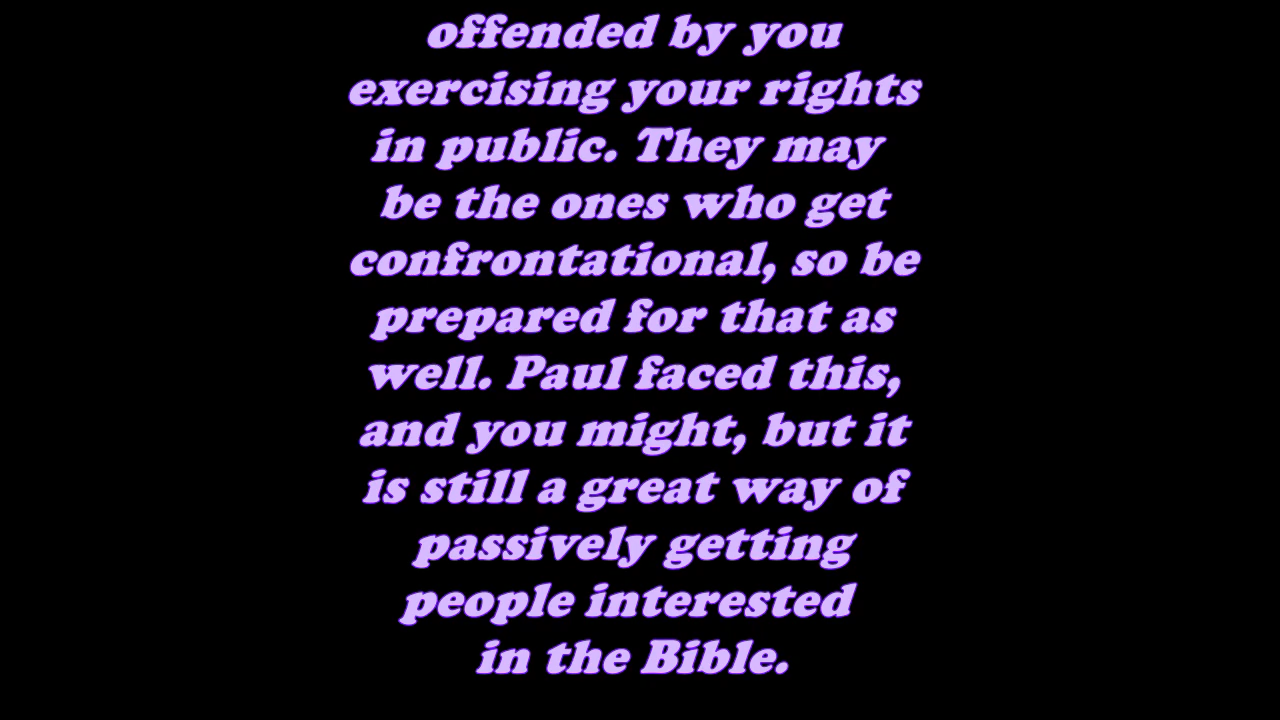 offended by you
exercising your rights
in public. They may
be the ones who get
confrontational, so be
prepared for that as
well. Paul faced this,
and you might, but it
is still a great way of
passively getting
people interested
in the Bible.